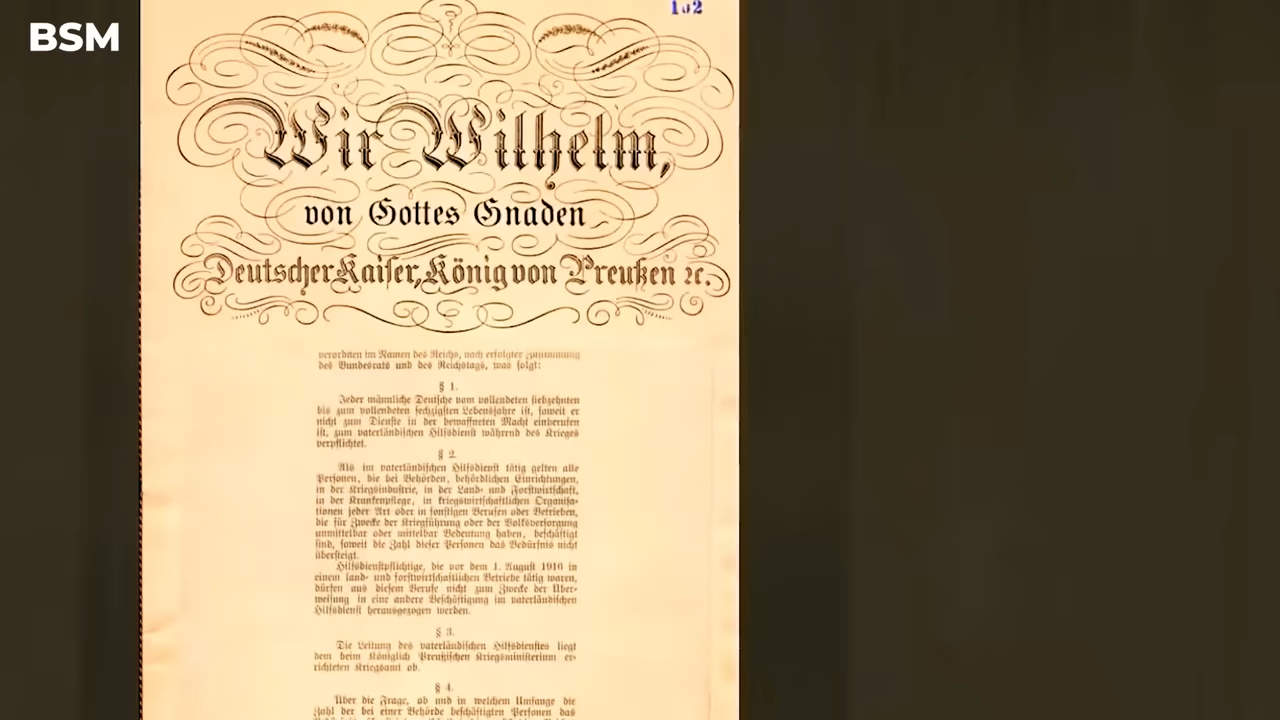 BSM
Wir Wilhelm,
von Gottes Gnaden
Deutscher Kaiser, König von Preußen ꝛc.
verordnen im Namen des Reichs, nach erfolgter Zustimmung
des Bundesrats und des Reichstags, was folgt:
§ 1.
Jeder männliche Deutsche vom vollendeten siebzehnten
bis zum vollendeten sechzigsten Lebensjahre ist, soweit er
nicht zum Dienste in der bewaffneten Macht einberufen
ist, zum vaterländischen Hilfsdienst während des Krieges
verpflichtet.
§ 2.
Als im vaterländischen Hilfsdienst tätig gelten alle
Personen, die bei Behörden, behördlichen Einrichtungen,
in der Kriegsindustrie, in der Land- und Forstwirtschaft,
in der Krankenpflege, in kriegswirtschaftlichen Organisa-
tionen jeder Art oder in sonstigen Berufen oder Betrieben,
die für Zwecke der Kriegführung oder der Volksversorgung
unmittelbar oder mittelbar Bedeutung haben, beschäftigt
sind, soweit die Zahl dieser Personen das Bedürfnis nicht
übersteigt.
Hilfsdienstpflichtige, die vor dem 1. August 1916 in
einem land- und forstwirtschaftlichen Betriebe tätig waren,
dürfen aus diesem Berufe nicht zum Zwecke der Über-
weisung in eine andere Beschäftigung im vaterländischen
Hilfsdienst herausgezogen werden.
§ 3.
Die Leitung des vaterländischen Hilfsdienstes liegt
dem beim Königlich Preußischen Kriegsministerium er-
richteten Kriegsamt ob.
§ 4.
Über die Frage, ob und in welchem Umfange die
Zahl der bei einer Behörde beschäftigten Personen das